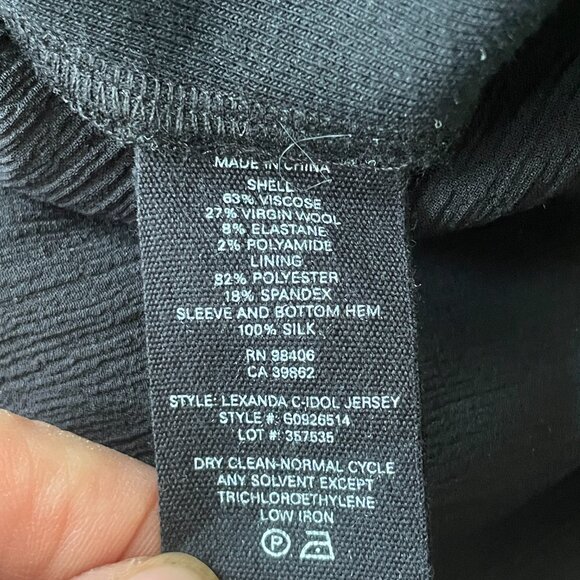 MADE IN CHINA
SHELL
63% VISCOSE
27% VIRGIN WOOL
8% ELASTANE
2% POLYAMIDE
LINING
82% POLYESTER
18% SPANDEX
SLEEVE AND BOTTOM HEM
100% SILK
RN 98406
CA 39862
STYLE: LEXANDA C-IDOL JERSEY
STYLE #: G0926514
LOT #: 357535
DRY CLEAN-NORMAL CYCLE
ANY SOLVENT EXCEPT
TRICHLOROETHYLENE
LOW IRON
P